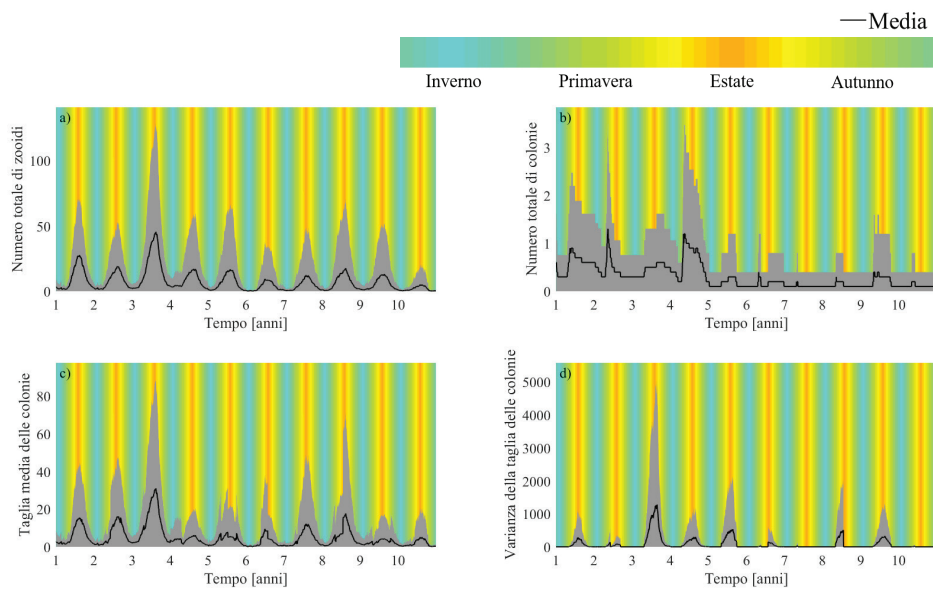 Media
Inverno Primavera Estate Autunno
a)
Numero totale di zooidi
100
50
0
1 2 3 4 5 6 7 8 9 10
Tempo [anni]
b)
Numero totale di colonie
3
2
1
0
1 2 3 4 5 6 7 8 9 10
Tempo [anni]
c)
Taglia media delle colonie
80
60
40
20
0
1 2 3 4 5 6 7 8 9 10
Tempo [anni]
d)
Varianza della taglia delle colonie
5000
4000
3000
2000
1000
0
1 2 3 4 5 6 7 8 9 10
Tempo [anni]